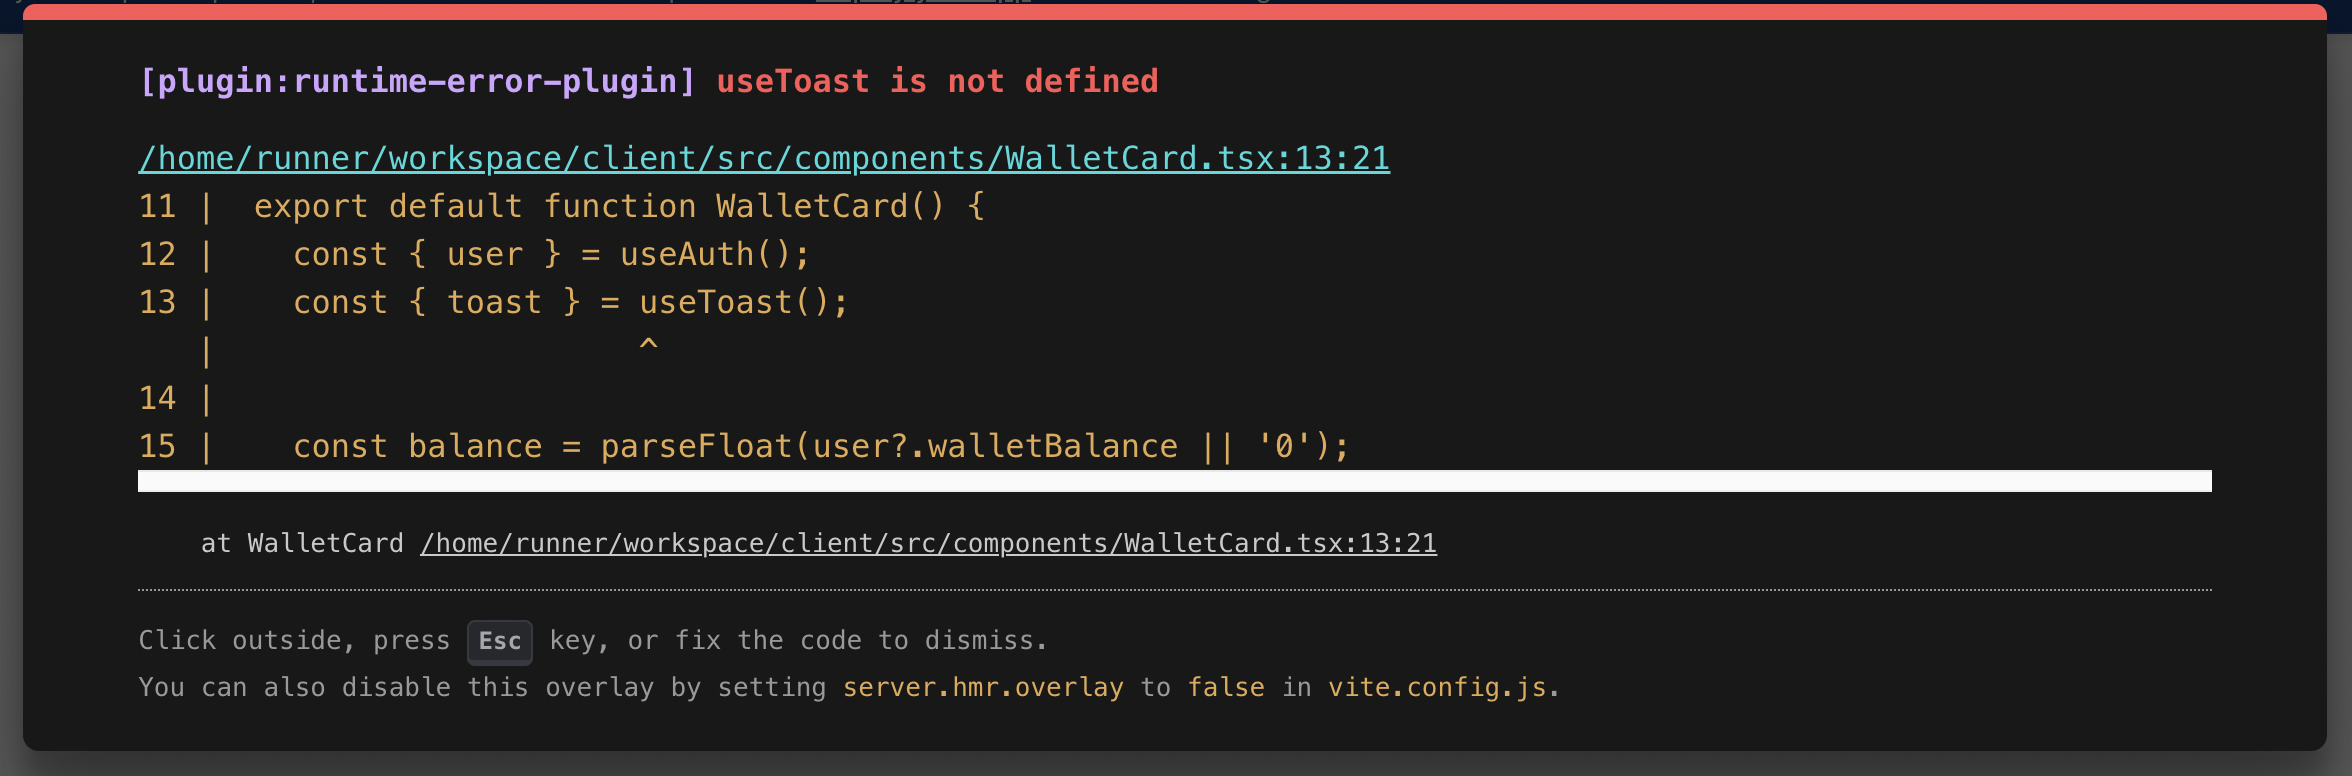 [plugin:runtime-error-plugin] useToast is not defined
/home/runner/workspace/client/src/components/WalletCard.tsx:13:21
11 |  export default function WalletCard() {
12 |    const { user } = useAuth();
13 |    const { toast } = useToast();
   |                      ^
14 |
15 |    const balance = parseFloat(user?.walletBalance || '0');
at WalletCard /home/runner/workspace/client/src/components/WalletCard.tsx:13:21
Click outside, press Esc key, or fix the code to dismiss.
You can also disable this overlay by setting server.hmr.overlay to false in vite.config.js.